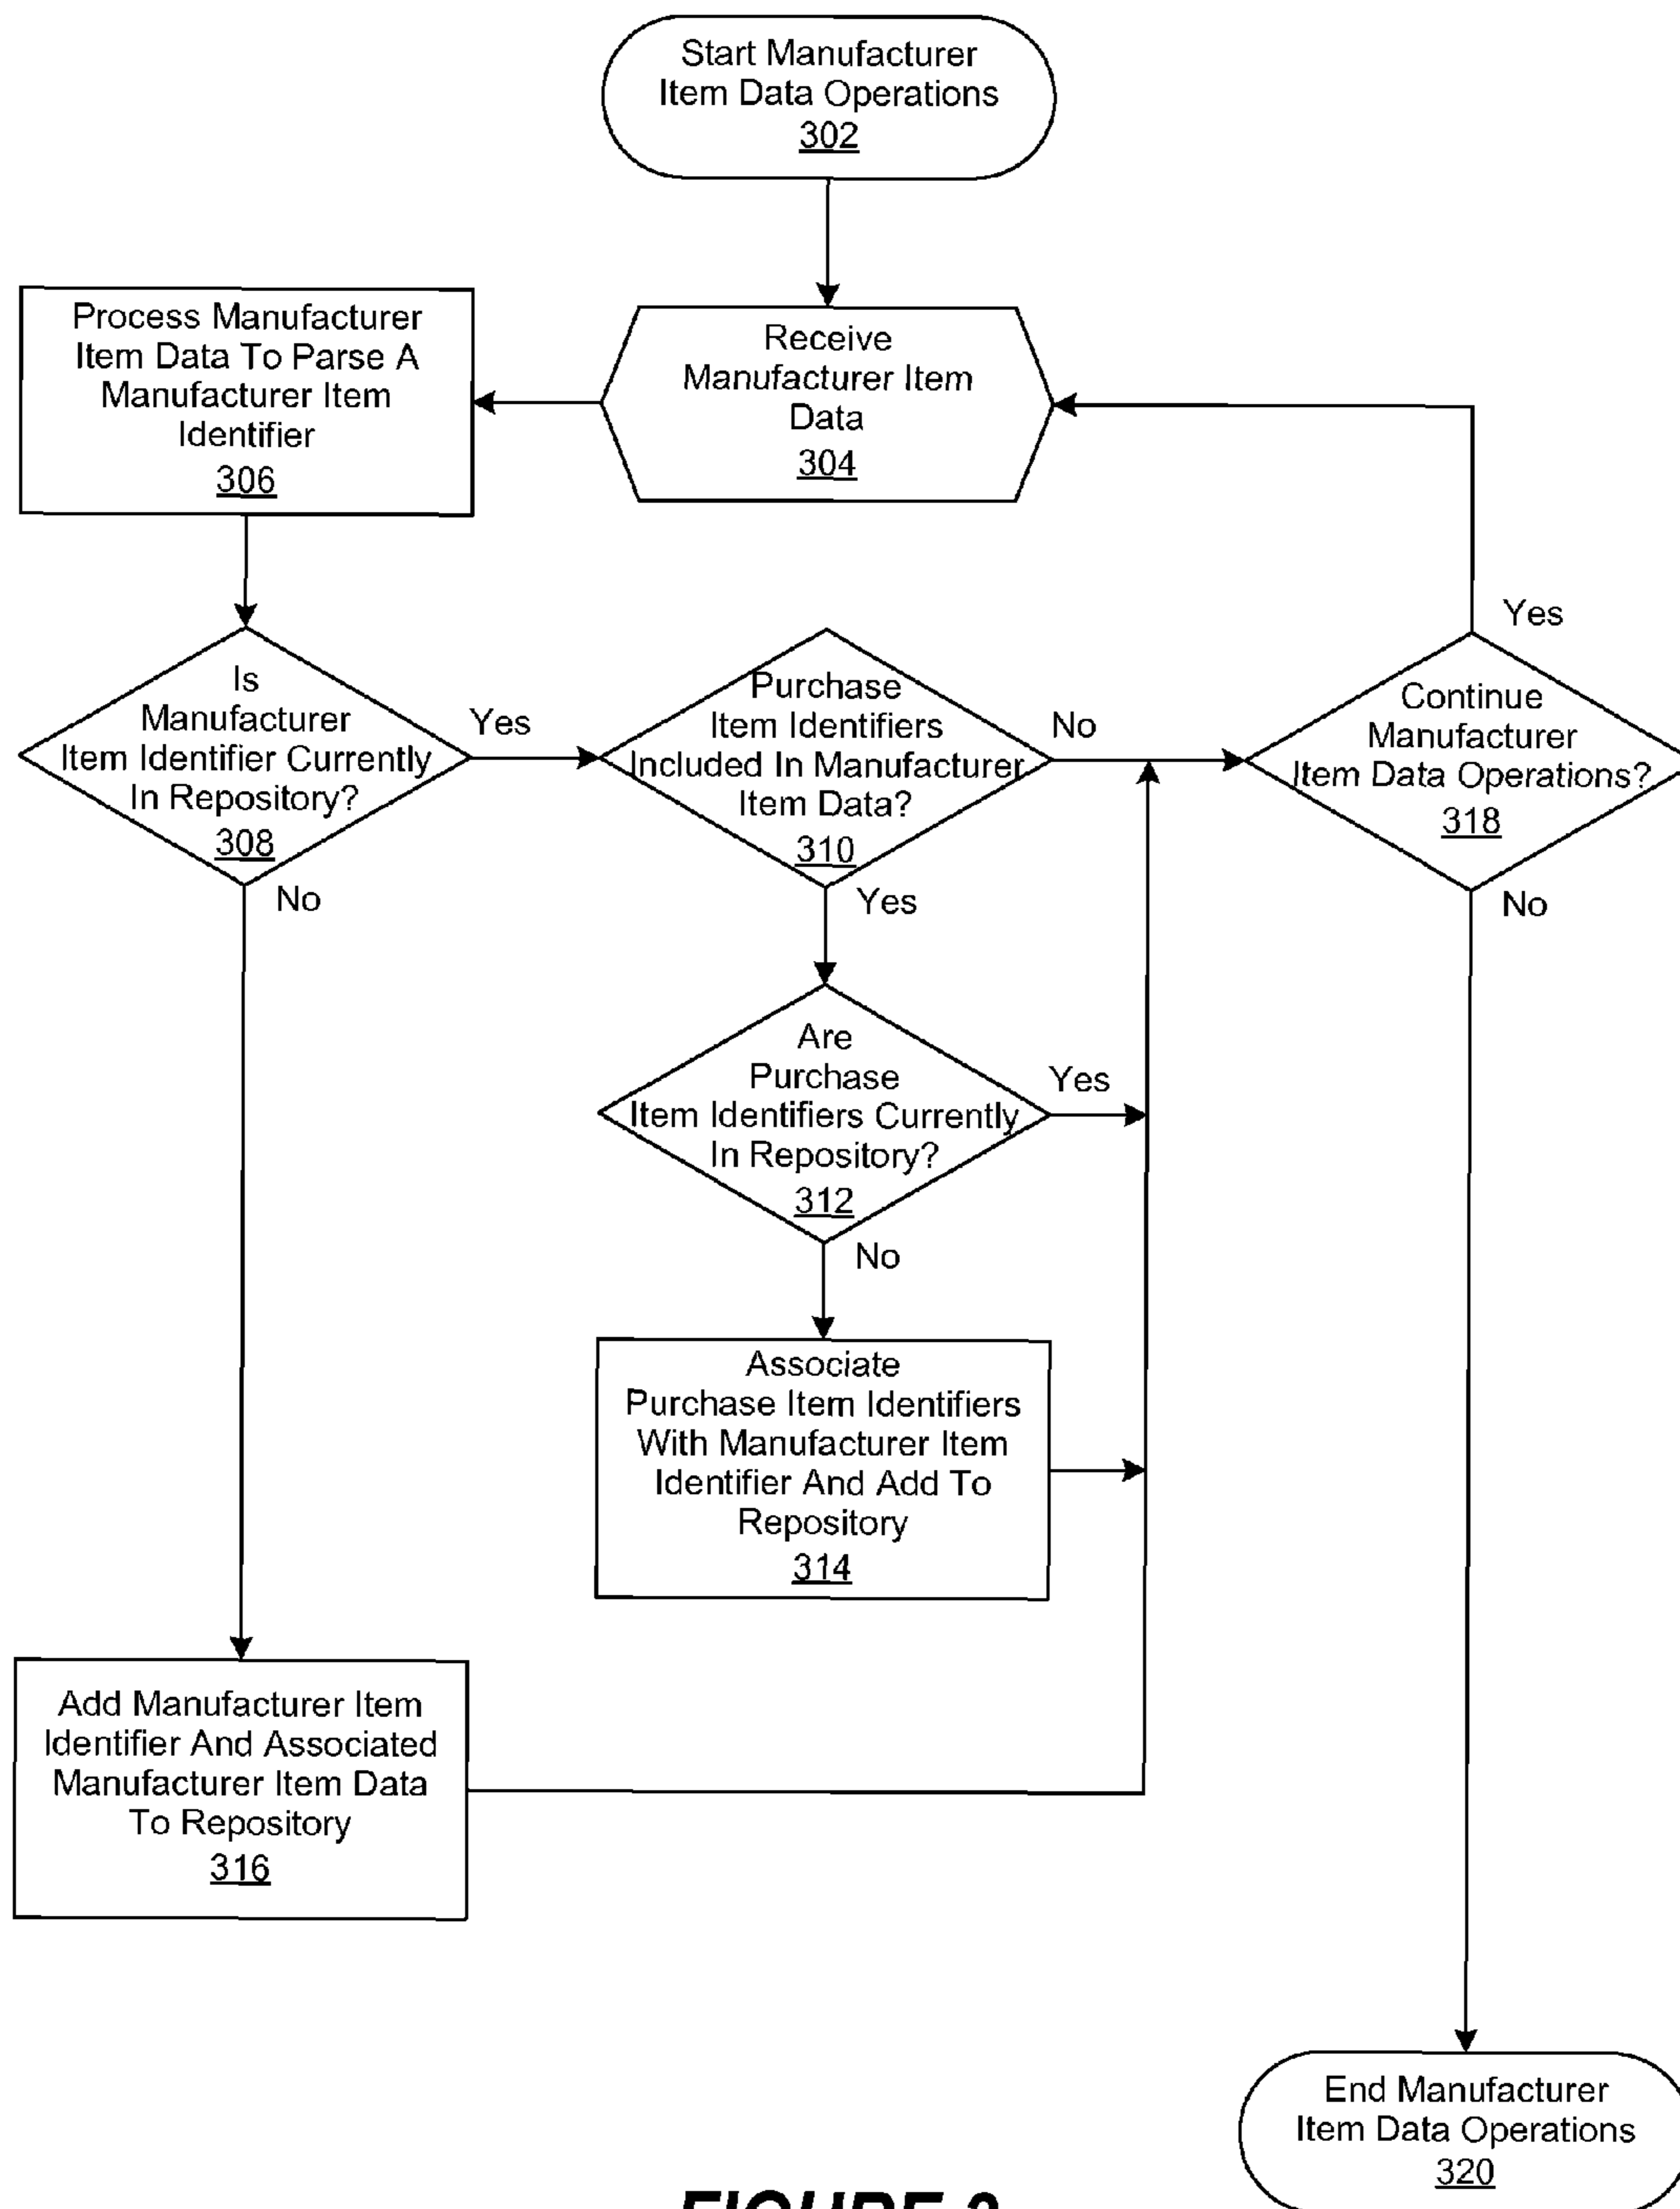 Start Manufacturer
Item Data Operations
302
Process Manufacturer
Item Data To Parse A
Manufacturer Item
Identifier
306
Receive
Manufacturer Item
Data
304
Is
Manufacturer
Item Identifier Currently
In Repository?
308
Yes
No
Purchase
Item Identifiers
Included In Manufacturer
Item Data?
310
No
Yes
Continue
Manufacturer
Item Data Operations?
318
Yes
No
Are
Purchase
Item Identifiers Currently
In Repository?
312
Yes
No
Associate
Purchase Item Identifiers
With Manufacturer Item
Identifier And Add To
Repository
314
Add Manufacturer Item
Identifier And Associated
Manufacturer Item Data
To Repository
316
End Manufacturer
Item Data Operations
320
FIGURE